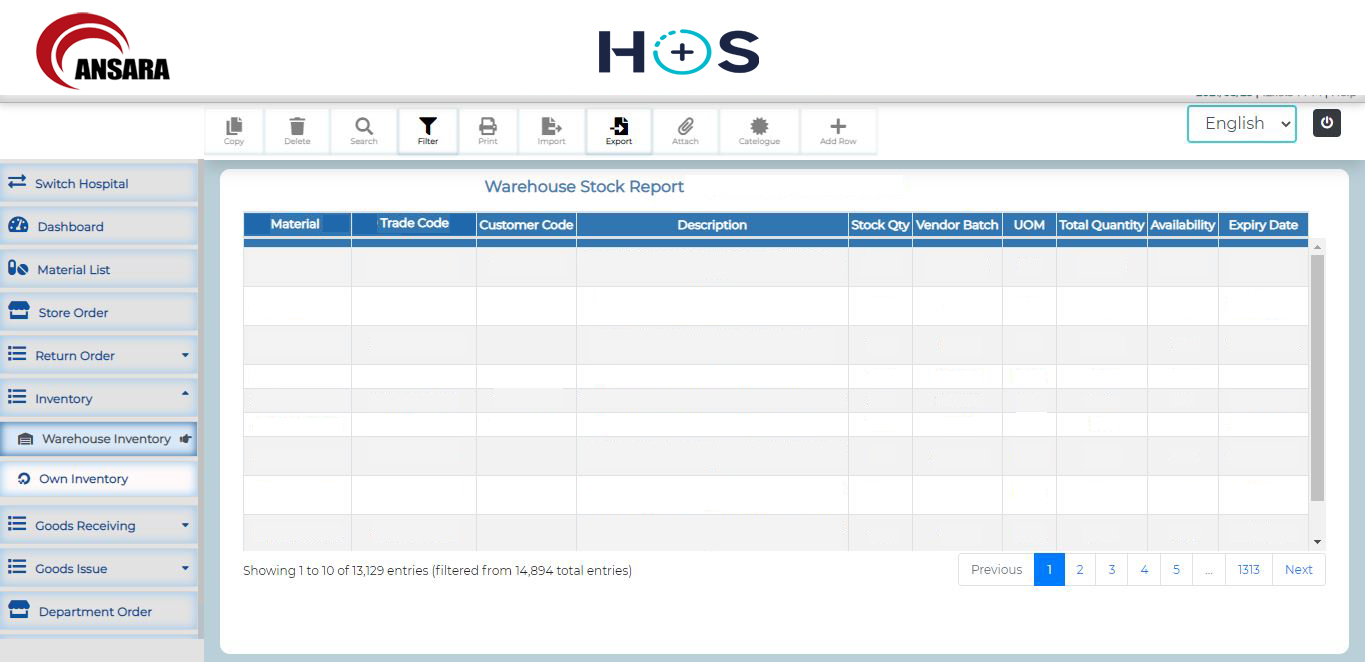 ANSARA
HOS
English
Copy
Delete
Search
Filter
Print
Import
Export
Attach
Catelogue
Add Row
Switch Hospital
Dashboard
Material List
Store Order
Return Order
Inventory
Warehouse Inventory
Own Inventory
Goods Receiving
Goods Issue
Department Order
Warehouse Stock Report
Material Trade Code Customer Code Description Stock Qty Vendor Batch UOM Total Quantity Availability Expiry Date
Showing 1 to 10 of 13,129 entries (filtered from 14,894 total entries)
Previous 1 2 3 4 5 ... 1313 Next